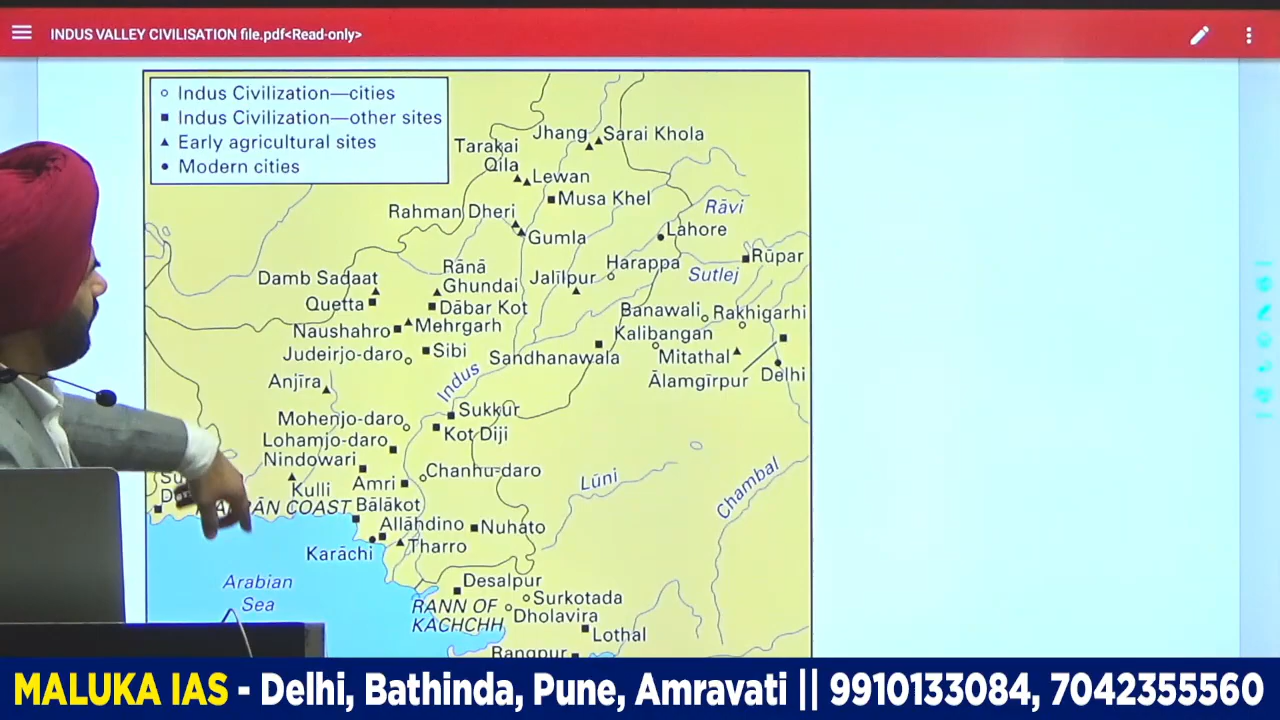 INDUS VALLEY CIVILISATION file.pdf<Read-only>
Indus Civilization—cities
Indus Civilization—other sites
Early agricultural sites
Modern cities
Jhang
Sarai Khola
Tarakai
Qila
Lewan
Musa Khel
Rāvi
Rahman Dheri
Lahore
Gumla
Rūpar
Harappa
Sutlej
Rānā
Ghundai
Damb Sadaat
Jalīlpur
Quetta
Dābar Kot
Banawali
Rakhigarhi
Naushahro
Mehrgarh
Kalibangan
Judeirjo-daro
Sibi
Sandhanawala
Mitathal
Ālamgīrpur
Delhi
Anjīra
Indus
Sukkur
Mohenjo-daro
Kot Diji
Lohamjo-daro
Nindowari
Chanhu-daro
Lūni
Chambal
Kulli
Amri
COAST
Bālākot
Allāhdino
Nuhato
Karāchi
Tharro
Arabian
Sea
Desalpur
RANN OF
KACHCHH
Surkotada
Dholavira
Lothal
Rangpur
MALUKA IAS - Delhi, Bathinda, Pune, Amravati || 9910133084, 7042355560